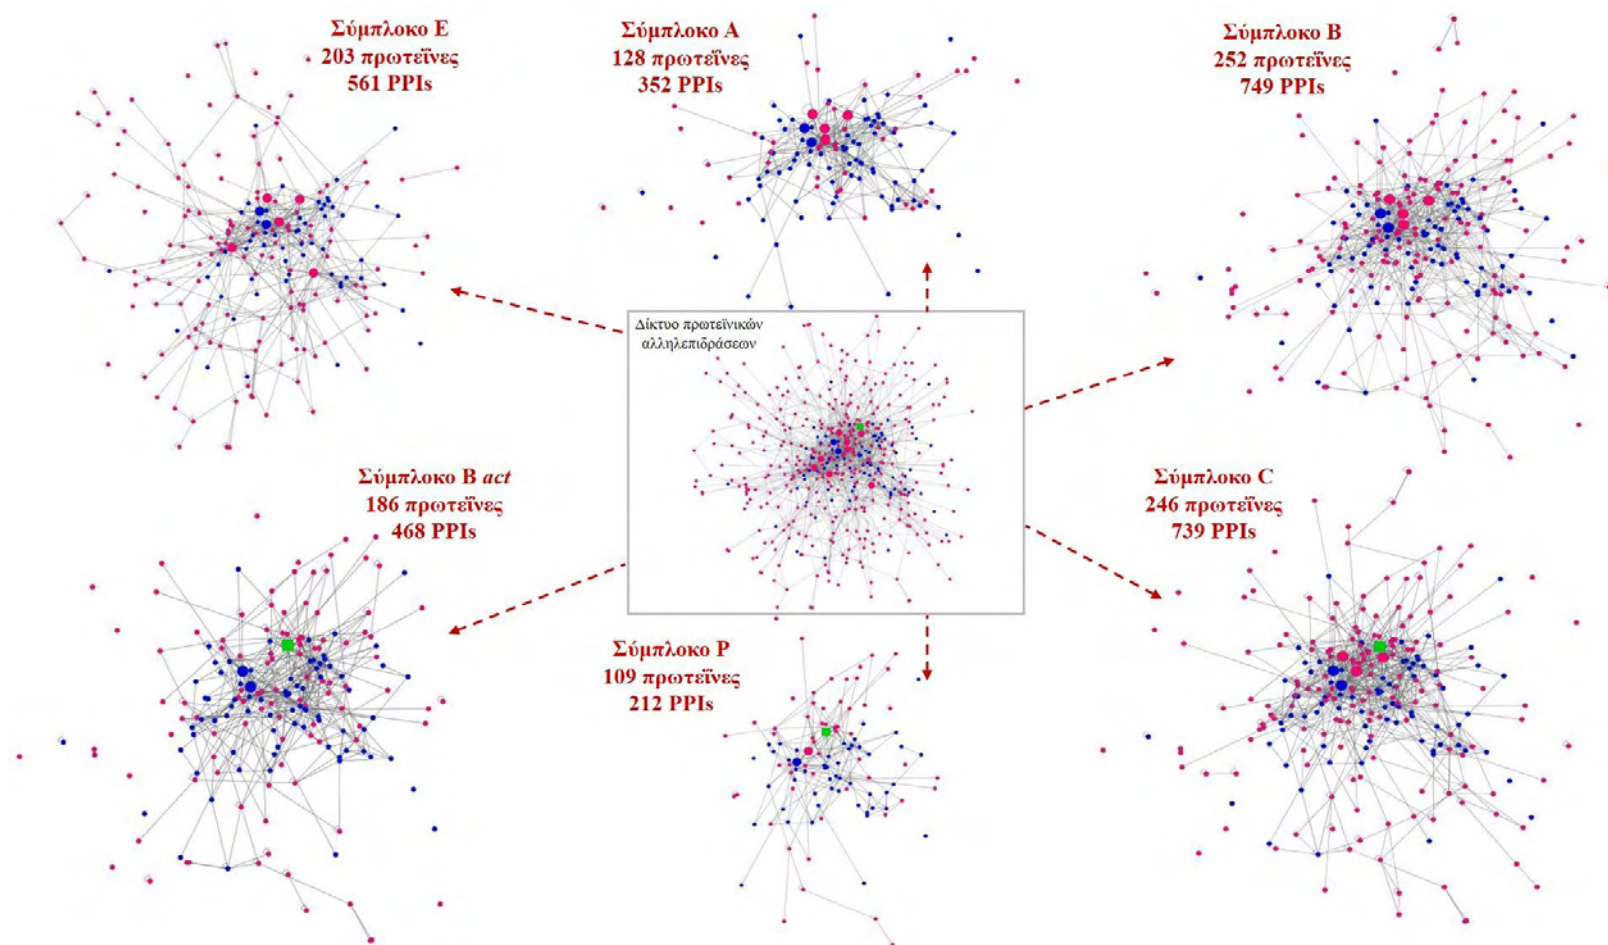 Σύμπλοκο E
203 πρωτεΐνες
561 PPIs
Σύμπλοκο A
128 πρωτεΐνες
352 PPIs
Σύμπλοκο B
252 πρωτεΐνες
749 PPIs
Δίκτυο πρωτεϊνικών
αλληλεπιδράσεων
Σύμπλοκο B act
186 πρωτεΐνες
468 PPIs
Σύμπλοκο P
109 πρωτεΐνες
212 PPIs
Σύμπλοκο C
246 πρωτεΐνες
739 PPIs